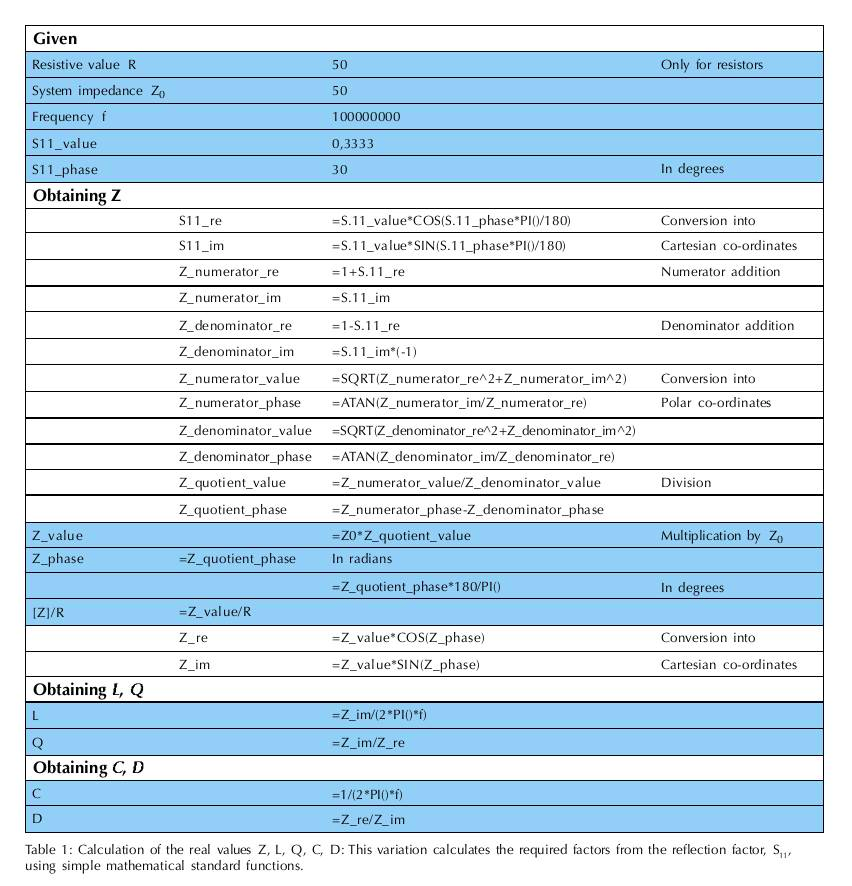 Given
Resistive value R 50 Only for resistors
System impedance Z0 50
Frequency f 100000000
S11_value 0,3333
S11_phase 30 In degrees
Obtaining Z
S11_re =S.11_value*COS(S.11_phase*PI()/180) Conversion into
S11_im =S.11_value*SIN(S.11_phase*PI()/180) Cartesian co-ordinates
Z_numerator_re =1+S.11_re Numerator addition
Z_numerator_im =S.11_im
Z_denominator_re =1-S.11_re Denominator addition
Z_denominator_im =S.11_im*(-1)
Z_numerator_value =SQRT(Z_numerator_re^2+Z_numerator_im^2) Conversion into
Z_numerator_phase =ATAN(Z_numerator_im/Z_numerator_re) Polar co-ordinates
Z_denominator_value =SQRT(Z_denominator_re^2+Z_denominator_im^2)
Z_denominator_phase =ATAN(Z_denominator_im/Z_denominator_re)
Z_quotient_value =Z_numerator_value/Z_denominator_value Division
Z_quotient_phase =Z_numerator_phase-Z_denominator_phase
Z_value =Z0*Z_quotient_value Multiplication by Z0
Z_phase =Z_quotient_phase In radians
=Z_quotient_phase*180/PI() In degrees
[Z]/R =Z_value/R
Z_re =Z_value*COS(Z_phase) Conversion into
Z_im =Z_value*SIN(Z_phase) Cartesian co-ordinates
Obtaining L, Q
L =Z_im/(2*PI()*f)
Q =Z_im/Z_re
Obtaining C, D
C =1/(2*PI()*f)
D =Z_re/Z_im
Table 1: Calculation of the real values Z, L, Q, C, D: This variation calculates the required factors from the reflection factor, S11,
using simple mathematical standard functions.